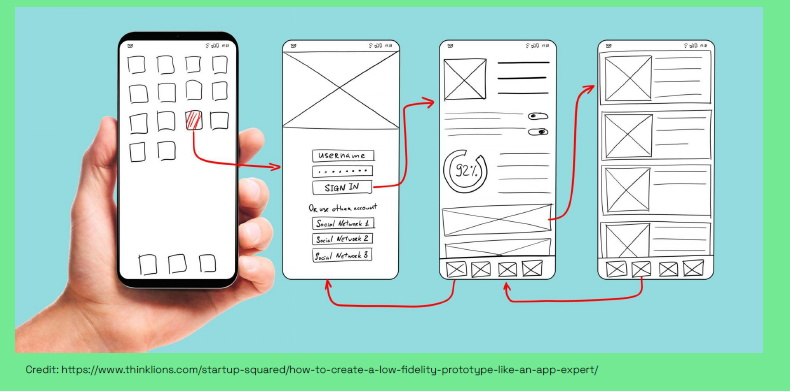 Username
SIGN IN
Or use other account
Social Network 1
Social Network 2
Social Network 3
92%
Credit: https://www.thinklions.com/startup-squared/how-to-create-a-low-fidelity-prototype-like-an-app-expert/